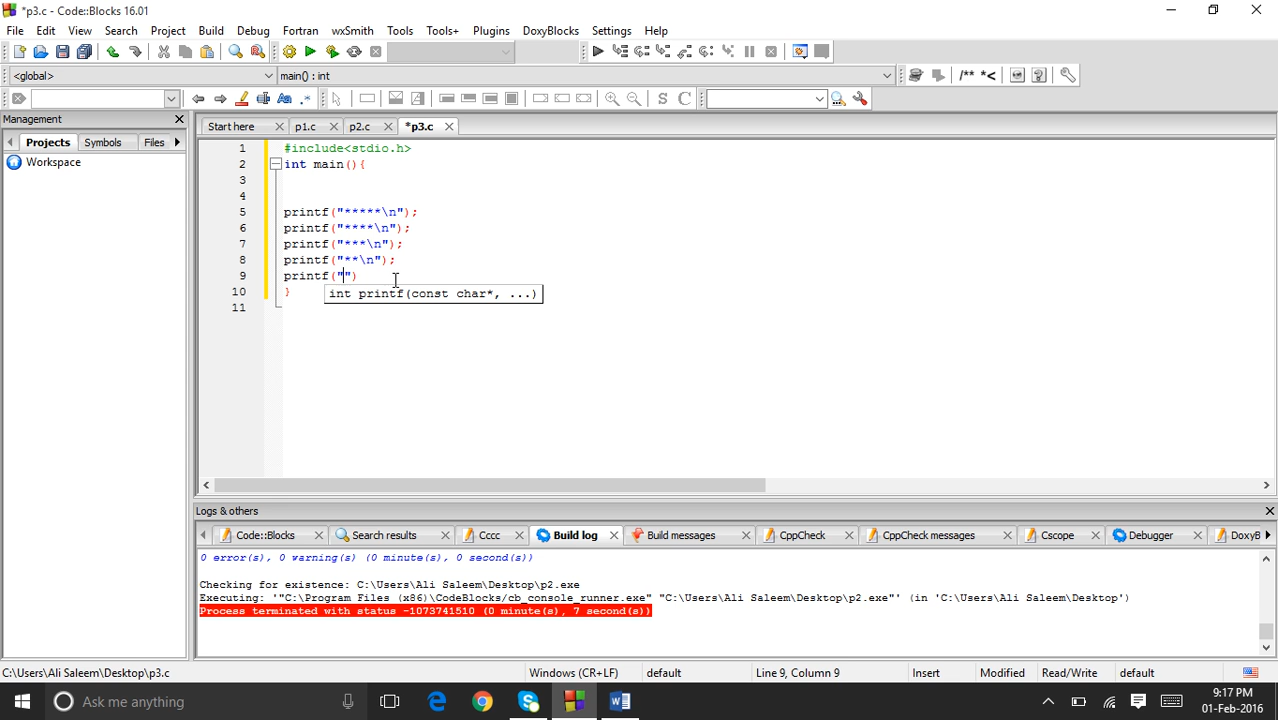 *p3.c - Code::Blocks 16.01
File Edit View Search Project Build Debug Fortran wxSmith Tools Tools+ Plugins DoxyBlocks Settings Help
<global> main() : int
/** *<
S C
Management
Projects Symbols Files
Workspace
Start here p1.c p2.c *p3.c
1 #include<stdio.h>
2 int main(){
3
4
5 printf("*****\n");
6 printf("****\n");
7 printf("***\n");
8 printf("**\n");
9 printf("")
10 }
int printf(const char*, ...)
11
Logs & others
Code::Blocks Search results Cccc Build log Build messages CppCheck CppCheck messages Cscope Debugger DoxyB
0 error(s), 0 warning(s) (0 minute(s), 0 second(s))
Checking for existence: C:\Users\Ali Saleem\Desktop\p2.exe
Executing: '"C:\Program Files (x86)\CodeBlocks/cb_console_runner.exe" "C:\Users\Ali Saleem\Desktop\p2.exe"' (in 'C:\Users\Ali Saleem\Desktop')
Process terminated with status -1073741510 (0 minute(s), 7 second(s))
C:\Users\Ali Saleem\Desktop\p3.c Windows (CR+LF) default Line 9, Column 9 Insert Modified Read/Write default
Ask me anything
9:17 PM
01-Feb-2016